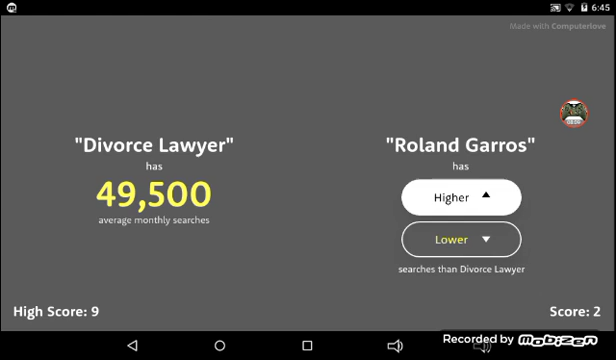 6:45
Made with Computerlove
"Divorce Lawyer"
has
49,500
average monthly searches
"Roland Garros"
has
Higher
Lower
searches than Divorce Lawyer
High Score: 9
Score: 2
Recorded by
MOBIZEN